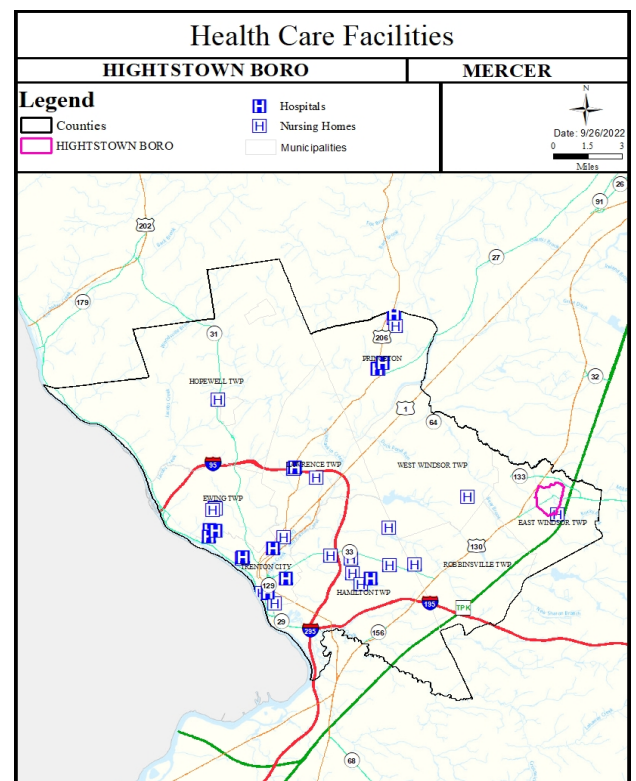 Health Care Facilities
HIGHTSTOWN BORO
MERCER
Legend
Counties
HIGHTSTOWN BORO
H Hospitals
H Nursing Homes
Municipalities
N
Date: 9/26/2022
0 1.5 3
Miles
26
91
202
27
179
31
206
PRINCETON
HOPEWELL TWP
32
1
64
95
LAWRENCE TWP
WEST WINDSOR TWP
133
EWING TWP
EAST WINDSOR TWP
130
33
TRENTON CITY
ROBBINSVILLE TWP
129
HAMILTON TWP
195
TPK
29
295
156
68